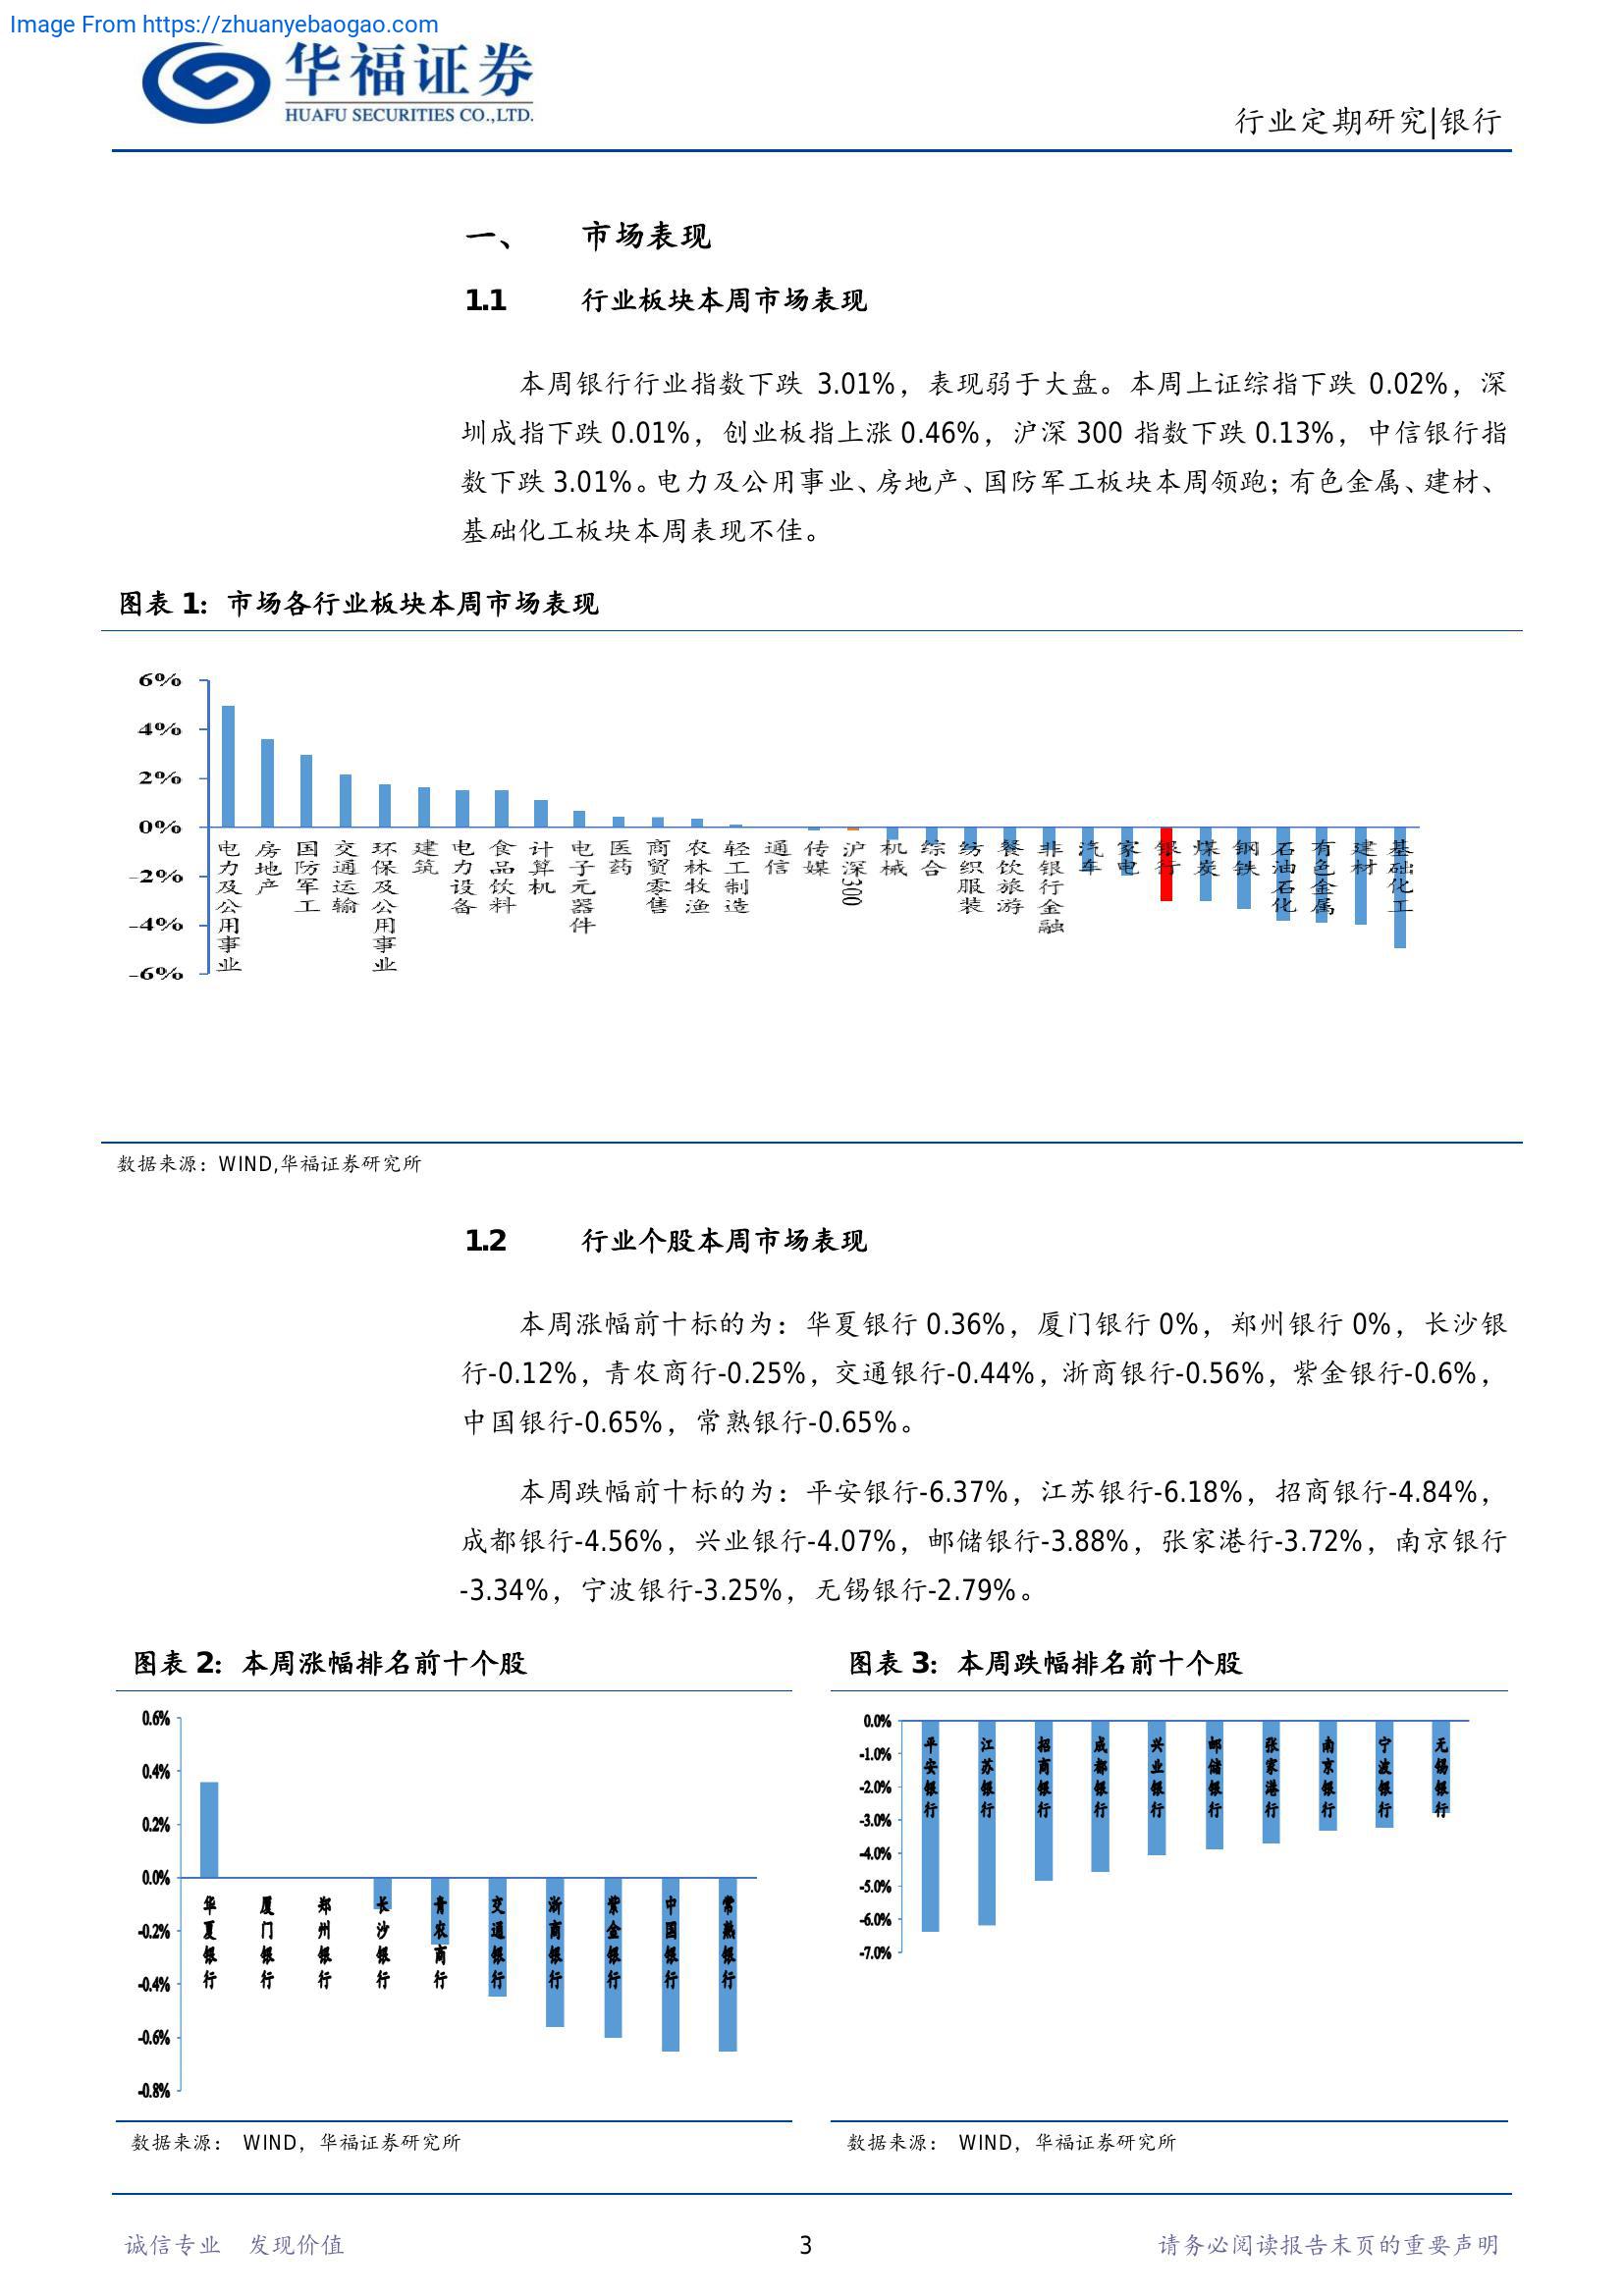 Image From https://zhuanyebaogao.com
华福证券
HUAFU SECURITIES CO.,LTD.
行业定期研究|银行
一、 市场表现
1.1 行业板块本周市场表现
本周银行行业指数下跌 3.01%，表现弱于大盘。本周上证综指下跌 0.02%，深
圳成指下跌 0.01%，创业板指上涨 0.46%，沪深 300 指数下跌 0.13%，中信银行指
数下跌 3.01%。电力及公用事业、房地产、国防军工板块本周领跑；有色金属、建材、
基础化工板块本周表现不佳。
图表 1：市场各行业板块本周市场表现
6%
4%
2%
0%
-2%
-4%
-6%
电力及公用事业
房地产
国防军工
交通运输
环保及公用事业
建筑
电力设备
食品饮料
计算机
电子元器件
医药
商贸零售
农林牧渔
轻工制造
通信
传媒
沪深300
机械
综合
纺织服装
餐饮旅游
非银行金融
汽车
家电
银行
煤炭
钢铁
石油石化
有色金属
建材
基础化工
数据来源：WIND,华福证券研究所
1.2 行业个股本周市场表现
本周涨幅前十标的为：华夏银行 0.36%，厦门银行 0%，郑州银行 0%，长沙银
行-0.12%，青农商行-0.25%，交通银行-0.44%，浙商银行-0.56%，紫金银行-0.6%，
中国银行-0.65%，常熟银行-0.65%。
本周跌幅前十标的为：平安银行-6.37%，江苏银行-6.18%，招商银行-4.84%，
成都银行-4.56%，兴业银行-4.07%，邮储银行-3.88%，张家港行-3.72%，南京银行
-3.34%，宁波银行-3.25%，无锡银行-2.79%。
图表 2：本周涨幅排名前十个股
0.6%
0.4%
0.2%
0.0%
-0.2%
-0.4%
-0.6%
-0.8%
华夏银行
厦门银行
郑州银行
长沙银行
青农商行
交通银行
浙商银行
紫金银行
中国银行
常熟银行
数据来源： WIND，华福证券研究所
图表 3：本周跌幅排名前十个股
0.0%
-1.0%
-2.0%
-3.0%
-4.0%
-5.0%
-6.0%
-7.0%
平安银行
江苏银行
招商银行
成都银行
兴业银行
邮储银行
张家港行
南京银行
宁波银行
无锡银行
数据来源： WIND，华福证券研究所
诚信专业 发现价值
3
请务必阅读报告末页的重要声明